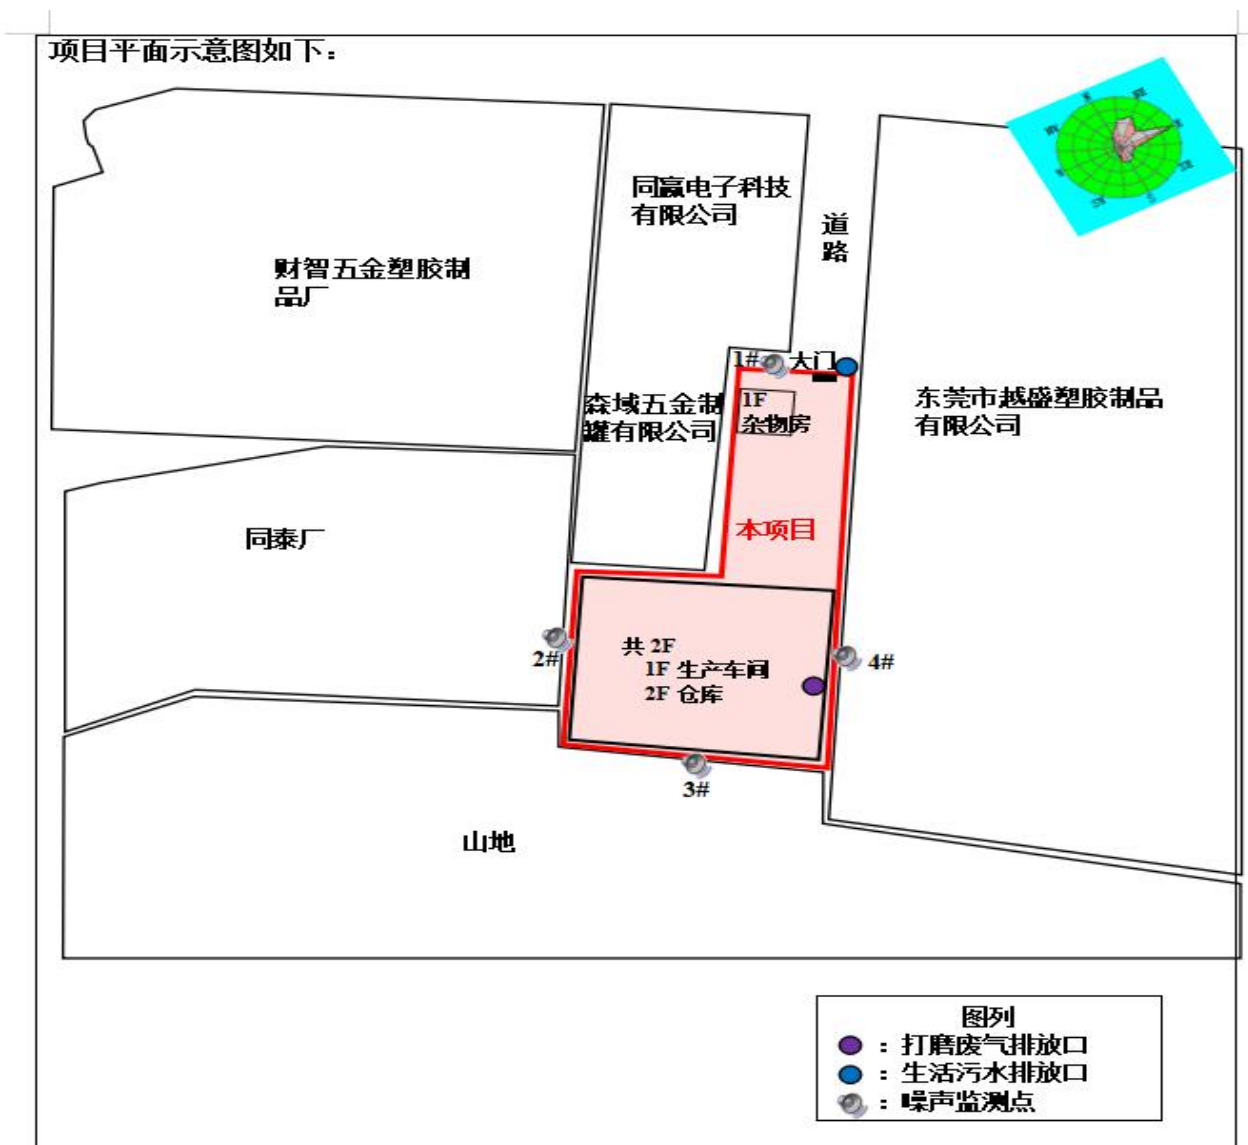 项目平面示意图如下：
同赢电子科技
有限公司
道
路
财智五金塑胶制
品厂
1#
大门
森域五金制
罐有限公司
1F
杂物房
东莞市越盛塑胶制品
有限公司
本项目
同泰厂
共 2F
1F 生产车间
2F 仓库
2#
4#
3#
山地
图列
：打磨废气排放口
：生活污水排放口
：噪声监测点